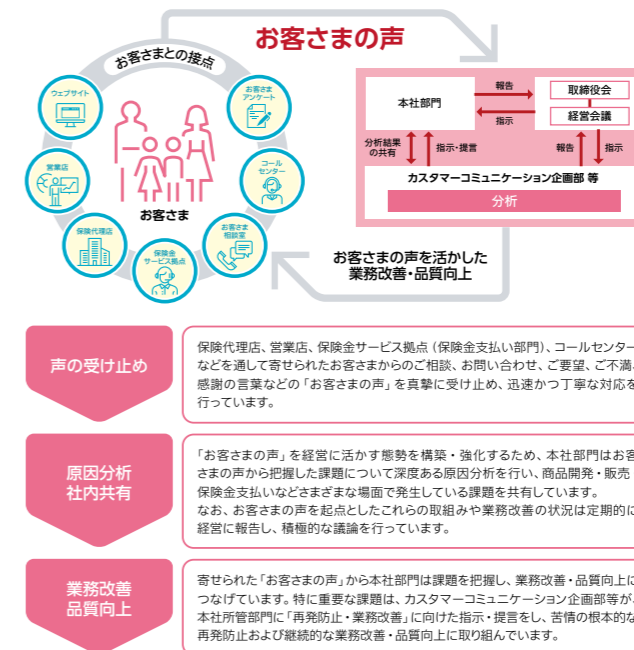 お客さまの声
お客さまとの接点
ウェブサイト
お客さま
アンケート
営業店
コール
センター
保険代理店
お客さま
相談室
保険金
サービス拠点
お客さま
本社部門
報告
指示
取締役会
経営会議
分析結果
の共有
指示・提言
報告
指示
カスタマーコミュニケーション企画部 等
分析
お客さまの声を活かした
業務改善・品質向上
声の受け止め
保険代理店、営業店、保険金サービス拠点（保険金支払い部門）、コールセンター
などを通して寄せられたお客さまからのご相談、お問い合わせ、ご要望、ご不満、
感謝の言葉などの「お客さまの声」を真摯に受け止め、迅速かつ丁寧な対応を
行っています。
原因分析
社内共有
「お客さまの声」を経営に活かす態勢を構築・強化するため、本社部門はお客
さまの声から把握した課題について深度ある原因分析を行い、商品開発・販売・
保険金支払いなどさまざまな場面で発生している課題を共有しています。
なお、お客さまの声を起点としたこれらの取組みや業務改善の状況は定期的に
経営に報告し、積極的な議論を行っています。
業務改善
品質向上
寄せられた「お客さまの声」から本社部門は課題を把握し、業務改善・品質向上に
つなげています。特に重要な課題は、カスタマーコミュニケーション企画部等が、
本社所管部門に「再発防止・業務改善」に向けた指示・提言をし、苦情の根本的な
再発防止および継続的な業務改善・品質向上に取り組んでいます。